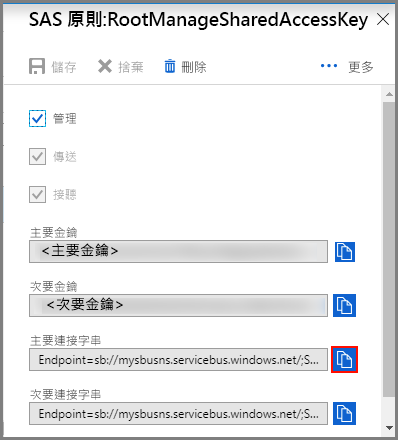 SAS 原則:RootManageSharedAccessKey
儲存 捨棄 刪除 ... 更多
管理
傳送
接聽
主要金鑰
<主要金鑰>
次要金鑰
<次要金鑰>
主要連接字串
Endpoint=sb://mysbusns.servicebus.windows.net/;S...
次要連接字串
Endpoint=sb://mysbusns.servicebus.windows.net/;S...